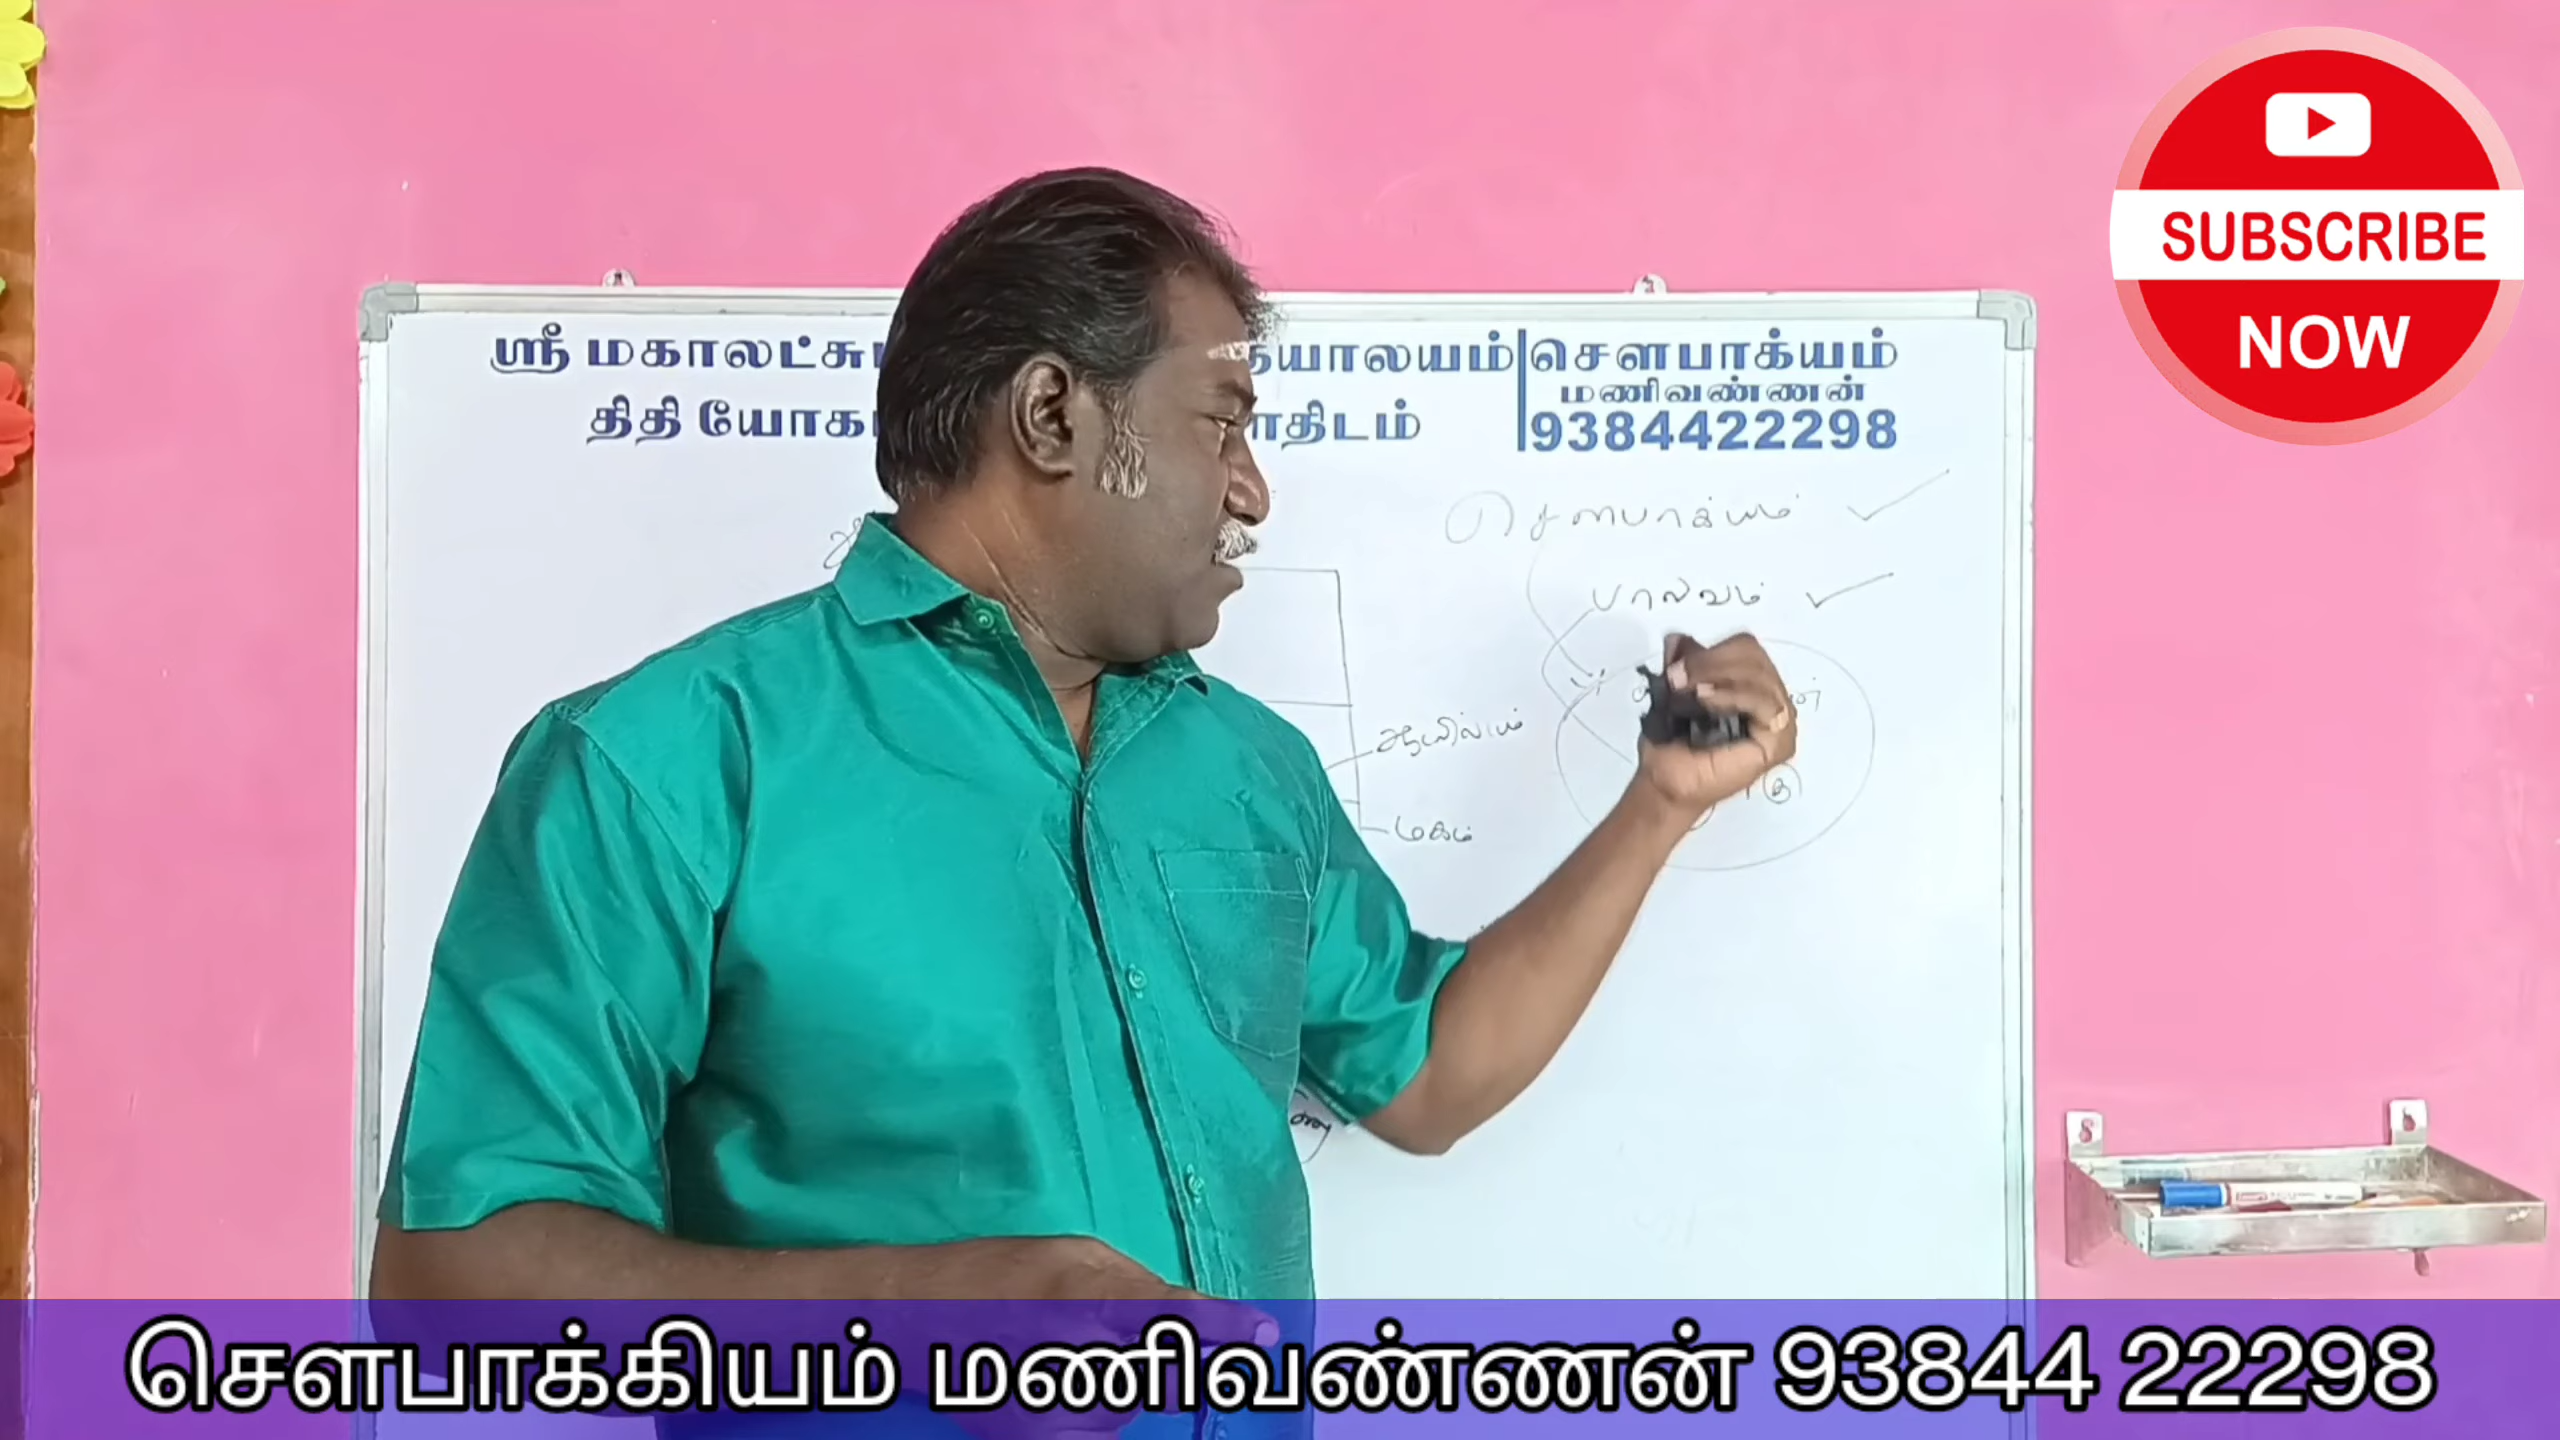 SUBSCRIBE
NOW
ஸ்ரீ மகாலட்சு
யாலயம்
சௌபாக்யம்
மணிவண்ணன்
திதி யோக
திடம்
9384422298
சௌபாக்யம்
பாலவம்
ஆயில்யம்
மகம்
சௌபாக்கியம் மணிவண்ணன் 93844 22298